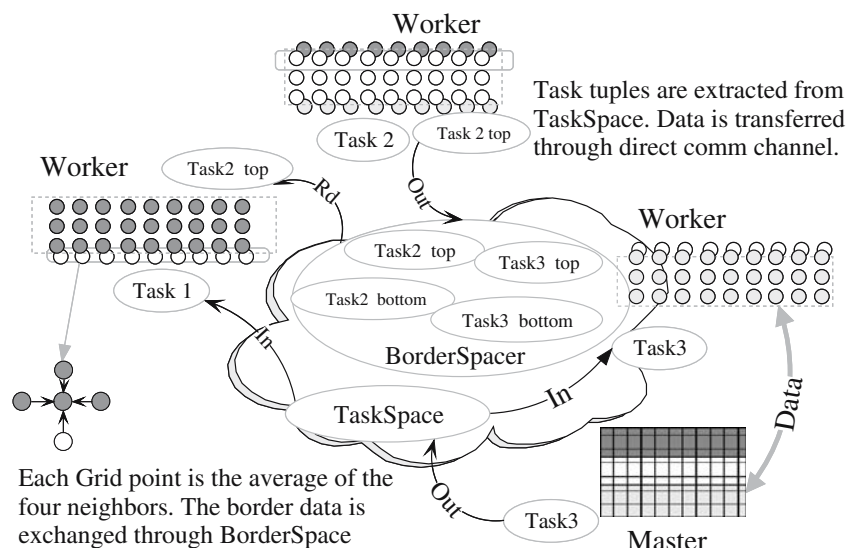 Worker
Task 2
Task 2 top
Task tuples are extracted from
TaskSpace. Data is transferred
through direct comm channel.
Worker
Task2 top
Rd
Out
Worker
Task2 top
Task3 top
Task2 bottom
Task3 bottom
BorderSpacer
Task 1
In
Task3
In
TaskSpace
Data
Each Grid point is the average of the
four neighbors. The border data is
exchanged through BorderSpace
Out
Task3
Master